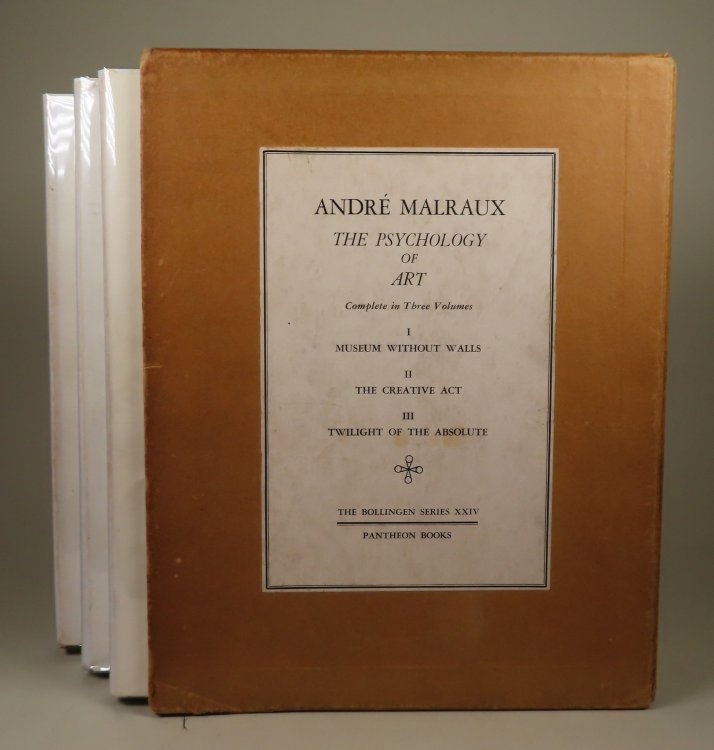 ANDRÉ MALRAUX
THE PSYCHOLOGY
OF
ART
Complete in Three Volumes
I
MUSEUM WITHOUT WALLS
II
THE CREATIVE ACT
III
TWILIGHT OF THE ABSOLUTE
THE BOLLINGEN SERIES XXIV
PANTHEON BOOKS